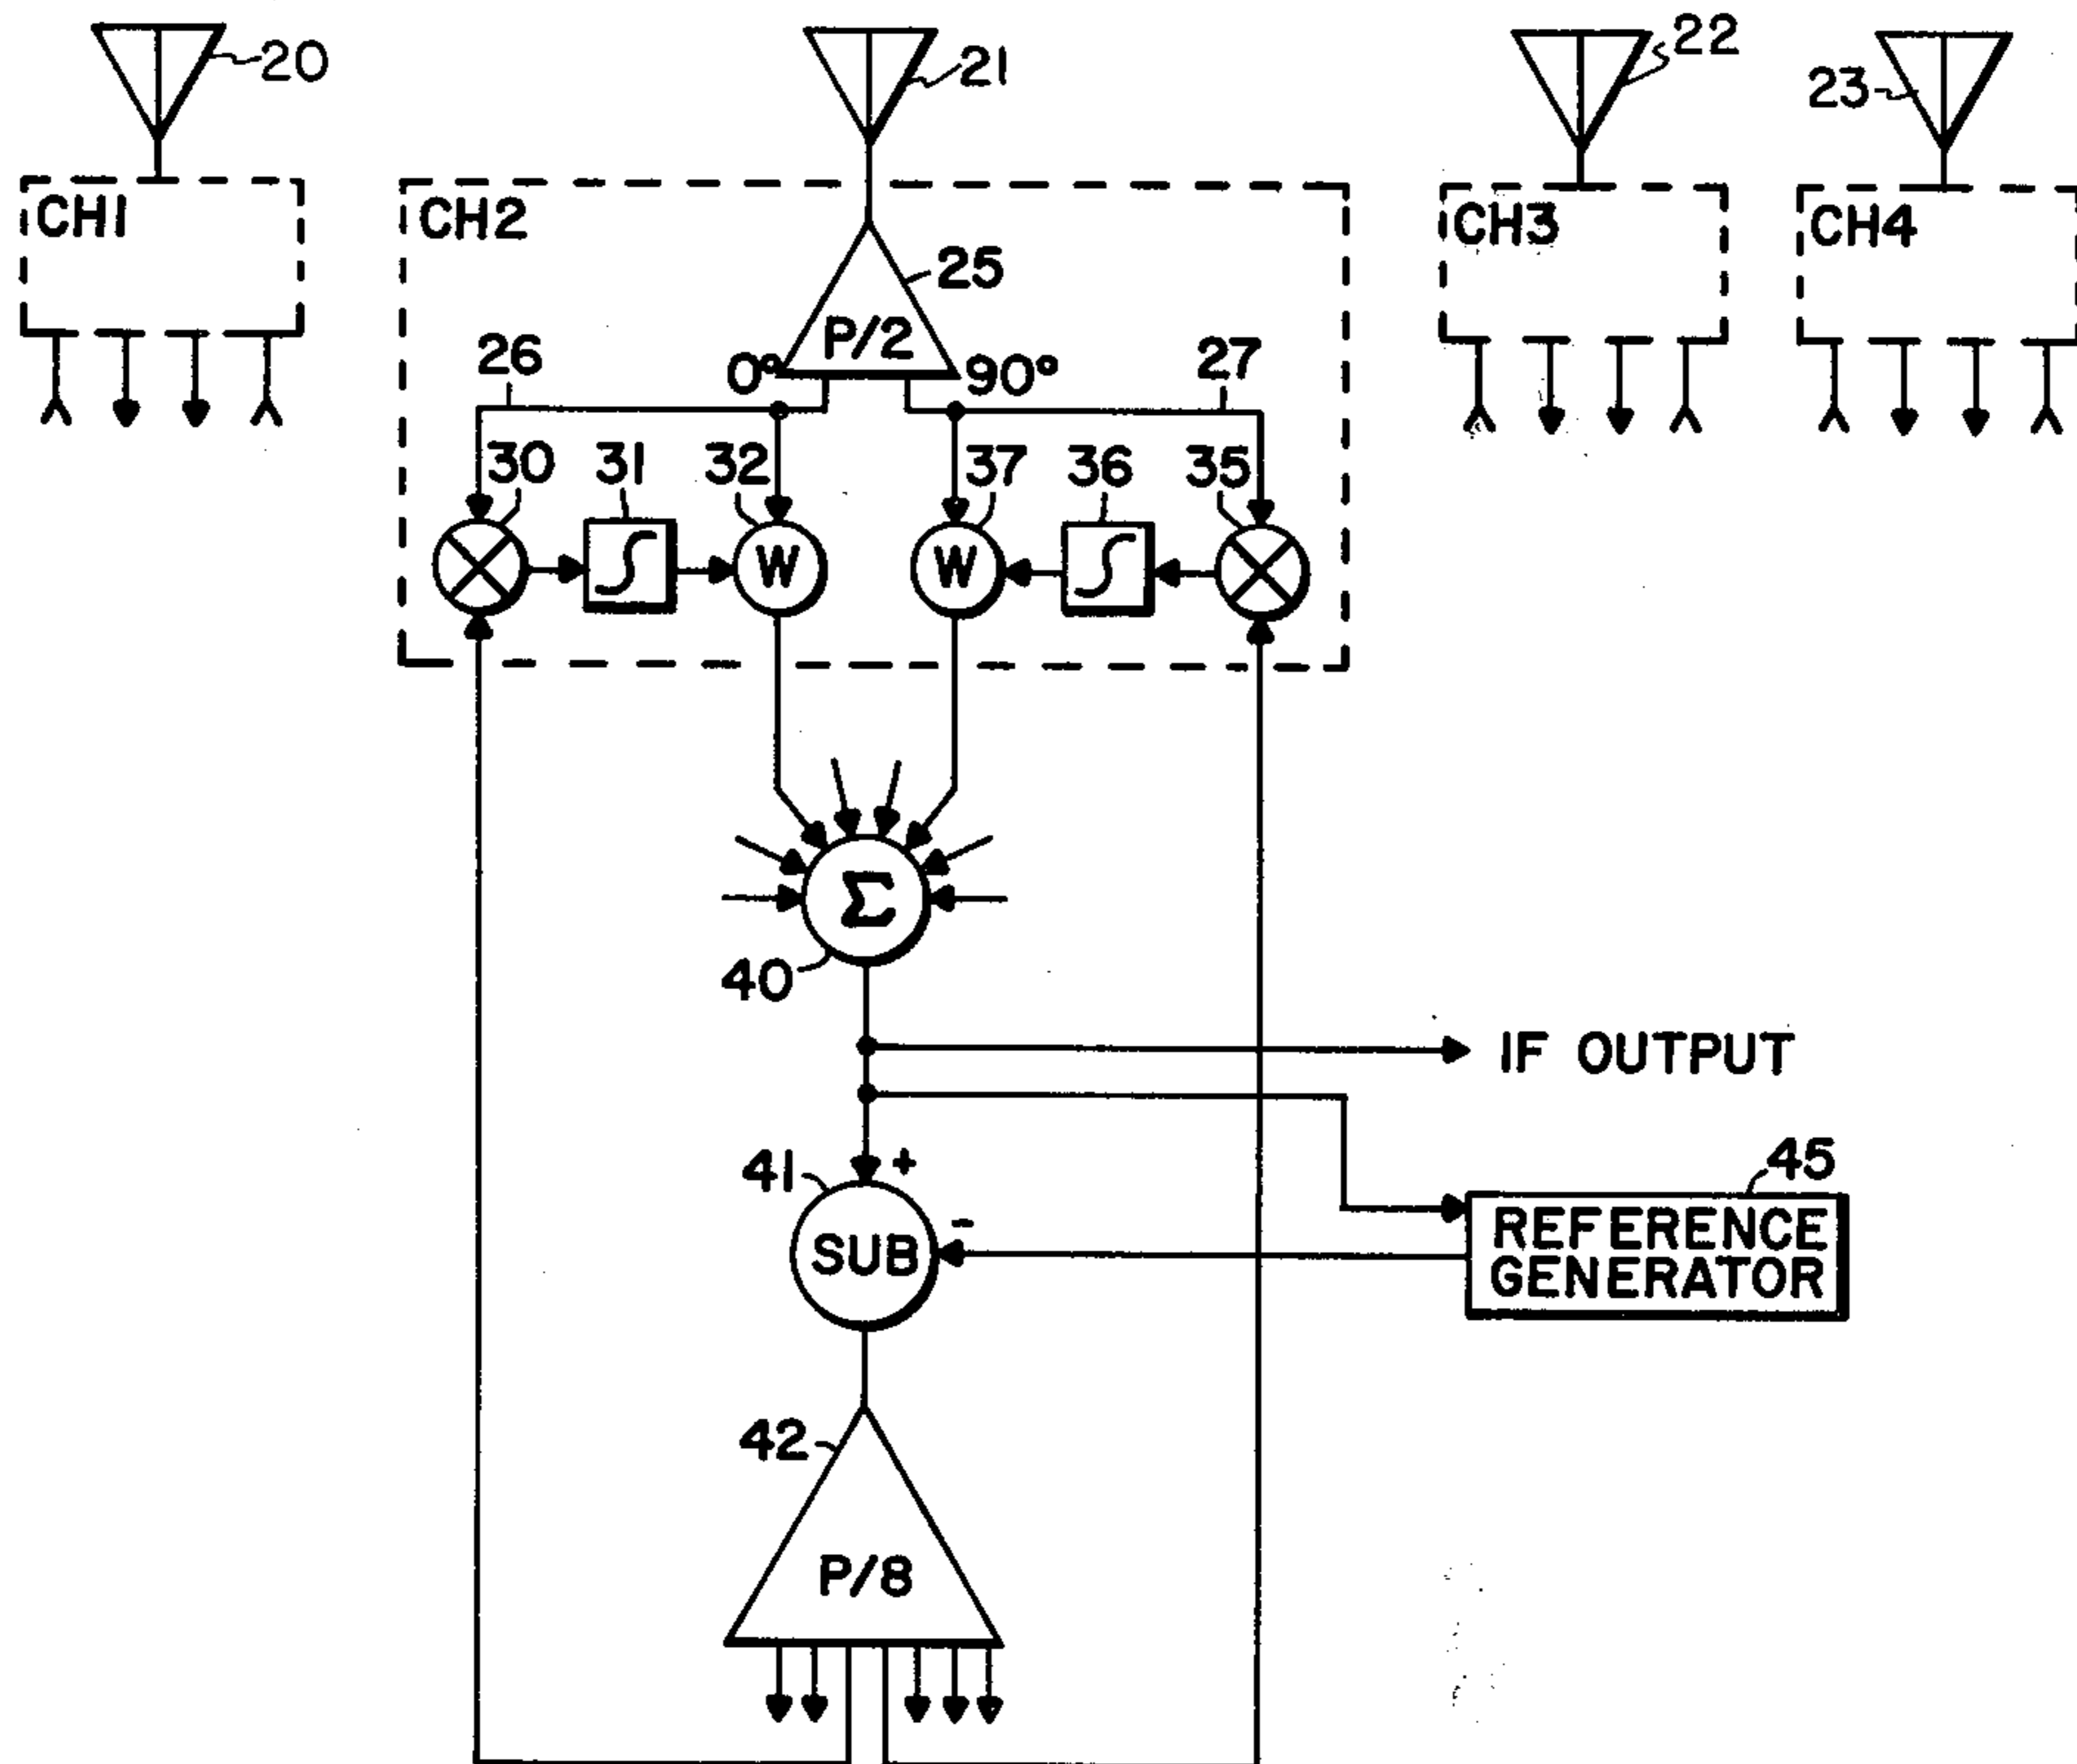 20
21
22
23
CH1
CH2
CH3
CH4
25
P/2
26
0°
90°
27
30
31
32
37
36
35
∫
W
W
∫
Σ
40
IF OUTPUT
41
+
-
45
SUB
REFERENCE
GENERATOR
42
P/8